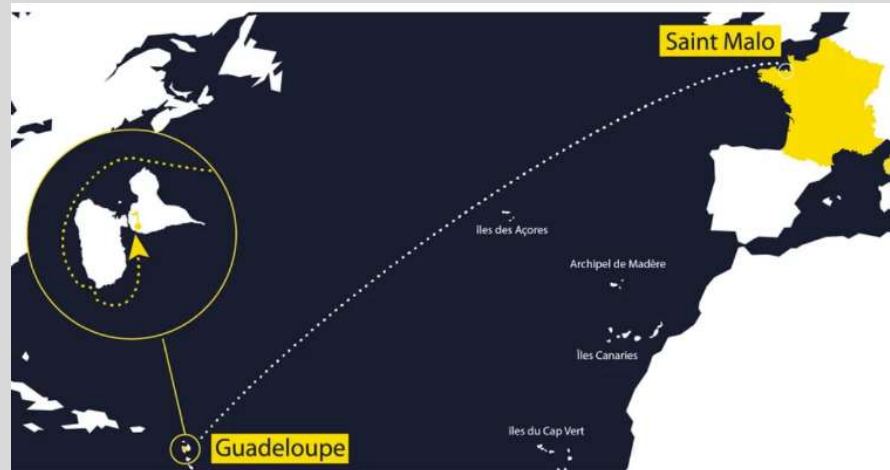 Saint Malo
îles des Açores
Archipel de Madère
Îles Canaries
îles du Cap Vert
Guadeloupe